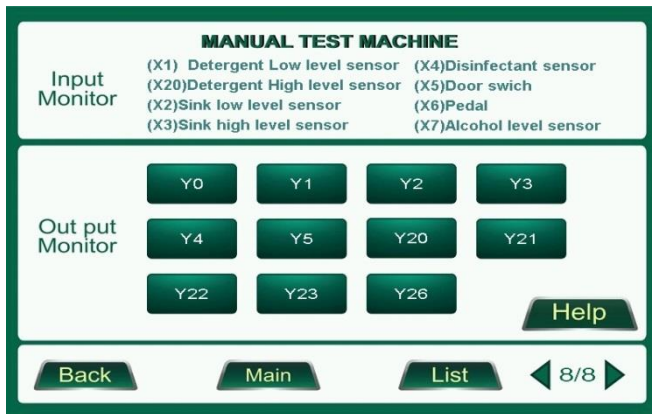 MANUAL TEST MACHINE
Input Monitor
(X1) Detergent Low level sensor
(X20)Detergent High level sensor
(X2)Sink low level sensor
(X3)Sink high level sensor
(X4)Disinfectant sensor
(X5)Door swich
(X6)Pedal
(X7)Alcohol level sensor
Out put
Monitor
Y0 Y1 Y2 Y3
Y4 Y5 Y20 Y21
Y22 Y23 Y26
Help
Back Main List 8/8